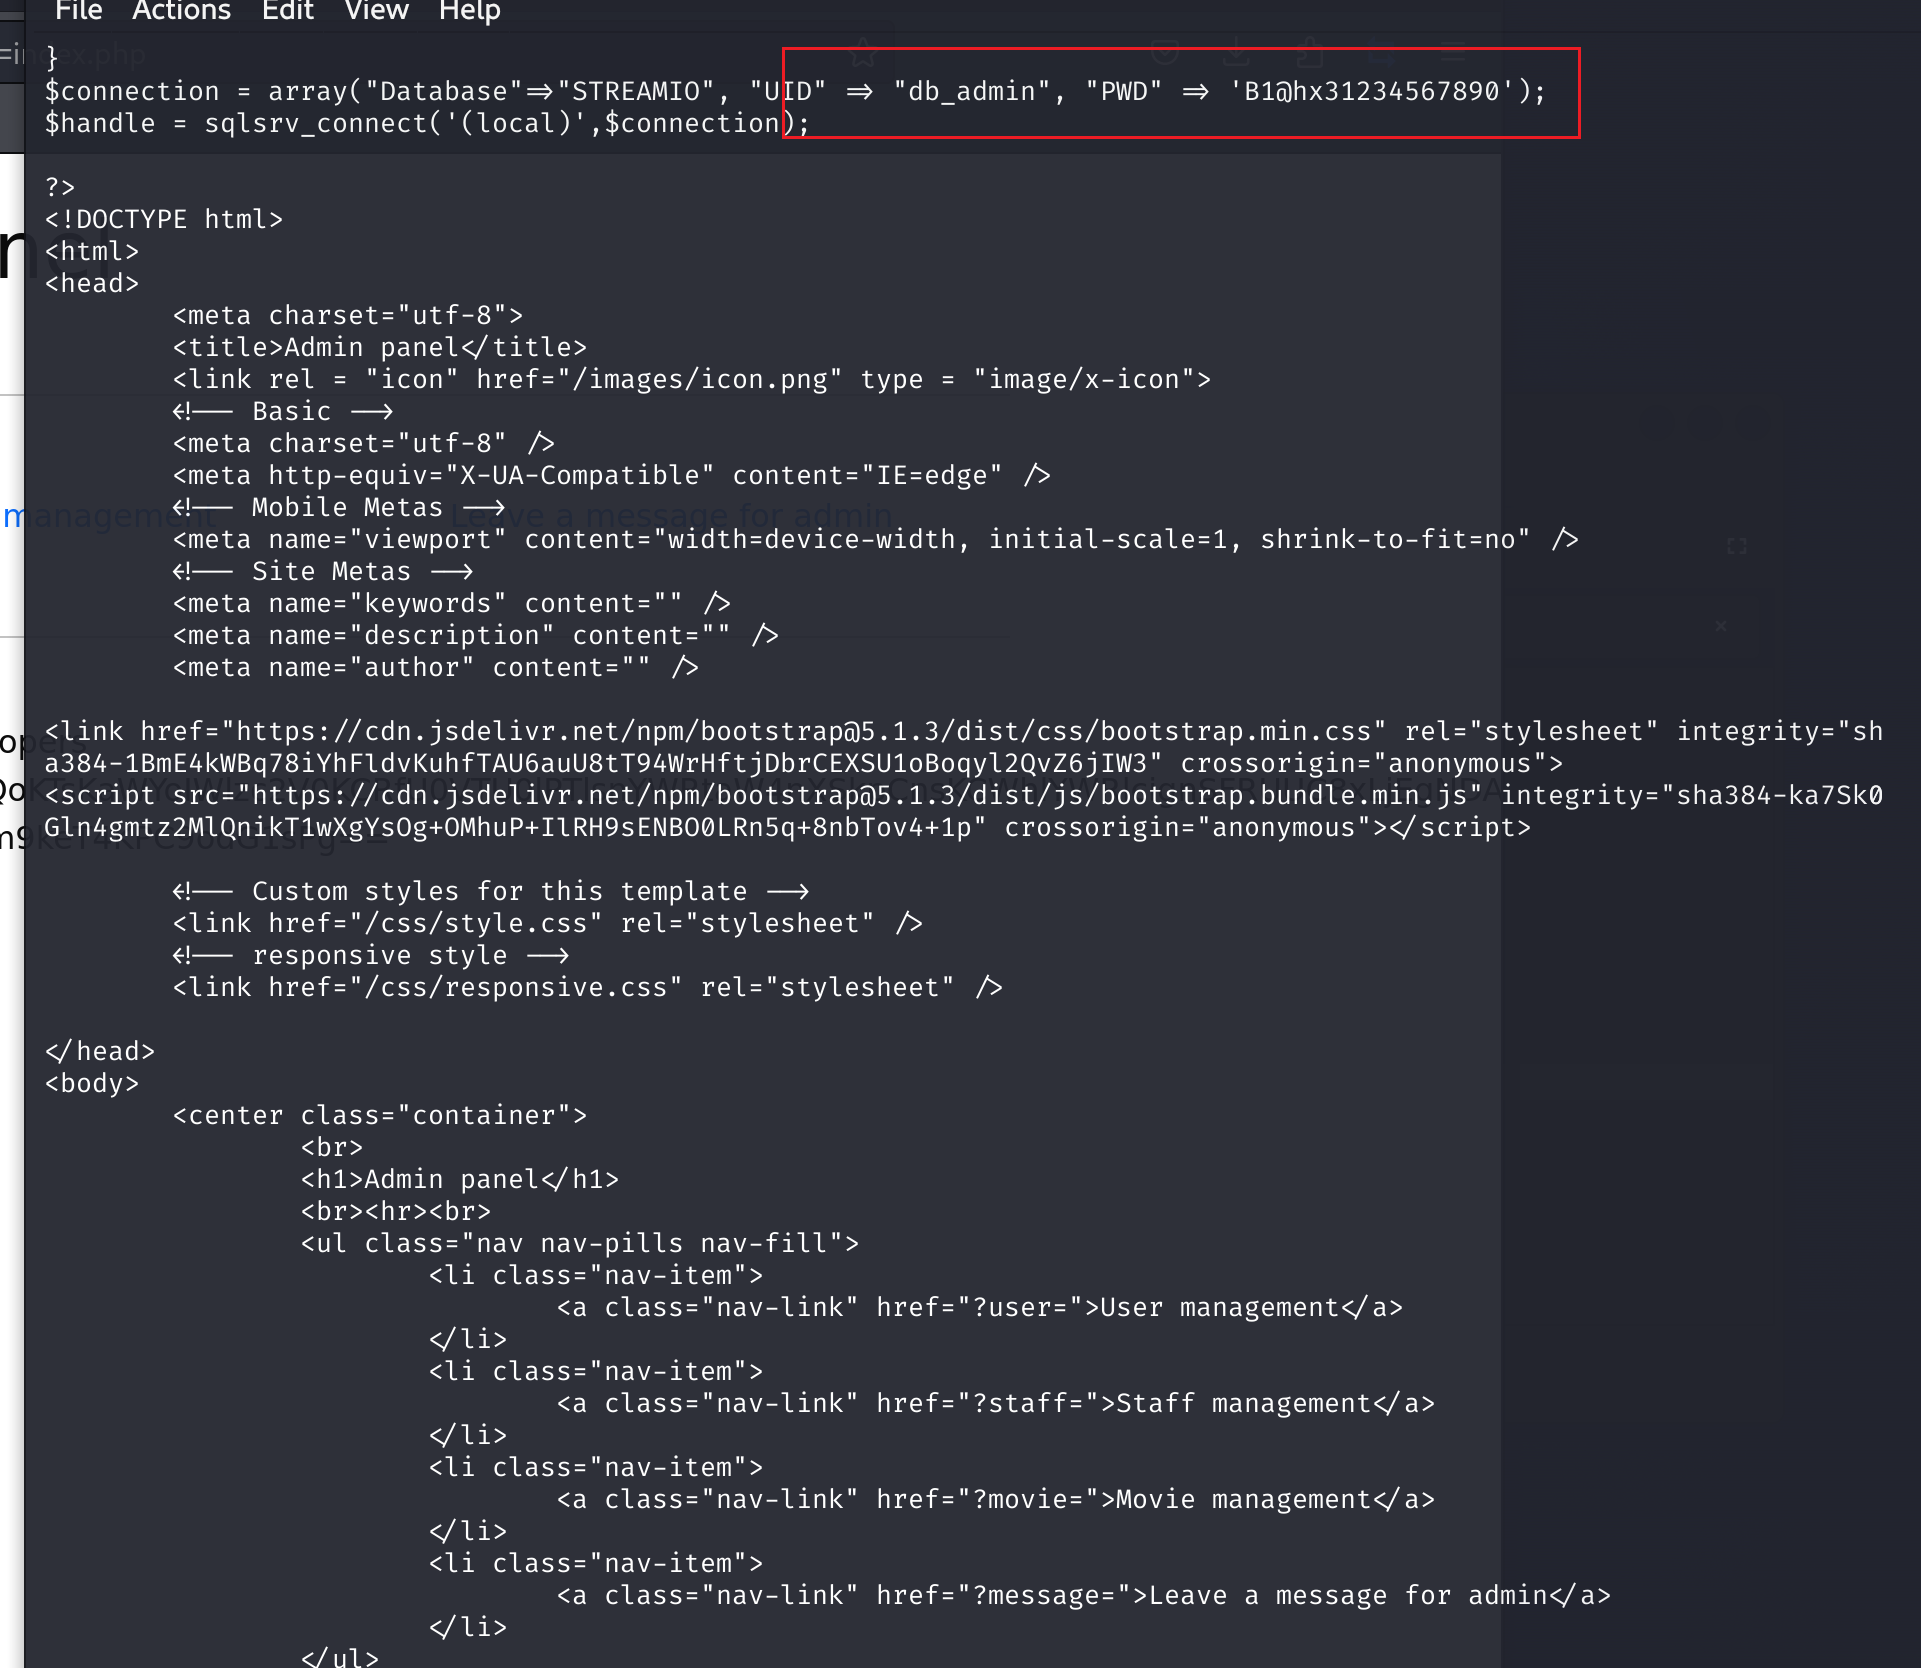 File Actions Edit View Help
=index.php
}
$connection = array("Database"=>"STREAMIO", "UID" => "db_admin", "PWD" => 'B1@hx31234567890');
$handle = sqlsrv_connect('(local)',$connection);
?>
<!DOCTYPE html>
<html>
<head>
<meta charset="utf-8">
<title>Admin panel</title>
<link rel = "icon" href="/images/icon.png" type = "image/x-icon">
<!-- Basic -->
<meta charset="utf-8" />
<meta http-equiv="X-UA-Compatible" content="IE=edge" />
<!-- Mobile Metas -->
management Leave a message for admin
<meta name="viewport" content="width=device-width, initial-scale=1, shrink-to-fit=no" />
<!-- Site Metas -->
<meta name="keywords" content="" />
<meta name="description" content="" />
<meta name="author" content="" />
<link href="https://cdn.jsdelivr.net/npm/bootstrap@5.1.3/dist/css/bootstrap.min.css" rel="stylesheet" integrity="sh
a384-1BmE4kWBq78iYhFldvKuhfTAU6auU8tT94WrHftjDbrCEXSU1oBoqyl2QvZ6jIW3" crossorigin="anonymous">
<script src="https://cdn.jsdelivr.net/npm/bootstrap@5.1.3/dist/js/bootstrap.bundle.min.js" integrity="sha384-ka7Sk0
Gln4gmtz2MlQnikT1wXgYsOg+OMhuP+IlRH9sENBO0LRn5q+8nbTov4+1p" crossorigin="anonymous"></script>
<!-- Custom styles for this template -->
<link href="/css/style.css" rel="stylesheet" />
<!-- responsive style -->
<link href="/css/responsive.css" rel="stylesheet" />
</head>
<body>
<center class="container">
<br>
<h1>Admin panel</h1>
<br><hr><br>
<ul class="nav nav-pills nav-fill">
<li class="nav-item">
<a class="nav-link" href="?user=">User management</a>
</li>
<li class="nav-item">
<a class="nav-link" href="?staff=">Staff management</a>
</li>
<li class="nav-item">
<a class="nav-link" href="?movie=">Movie management</a>
</li>
<li class="nav-item">
<a class="nav-link" href="?message=">Leave a message for admin</a>
</li>
</ul>